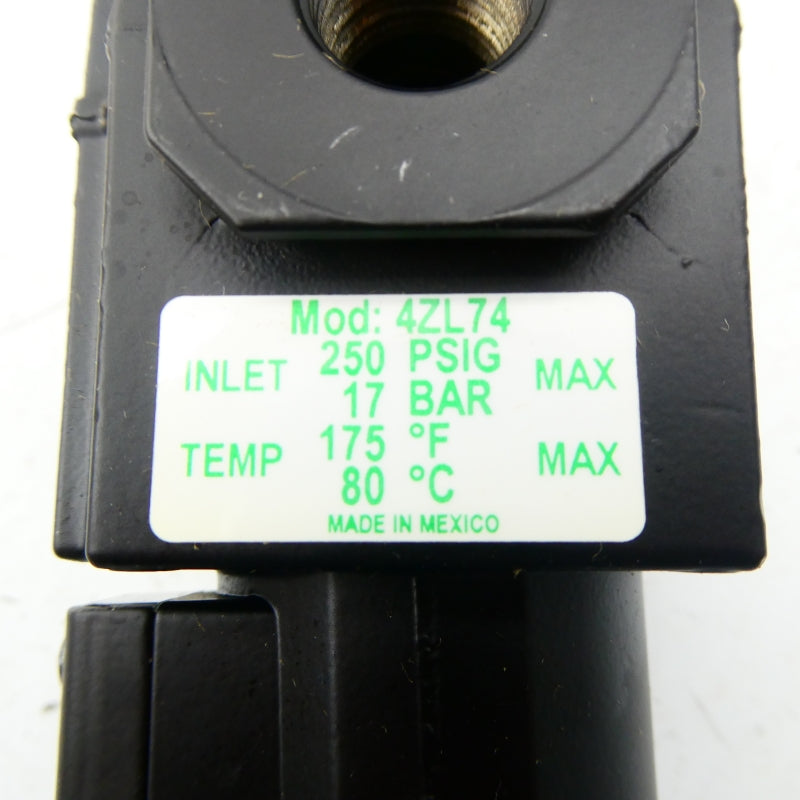 Mod: 4ZL74
INLET 250 PSIG MAX
17 BAR
TEMP 175 °F MAX
80 °C
MADE IN MEXICO